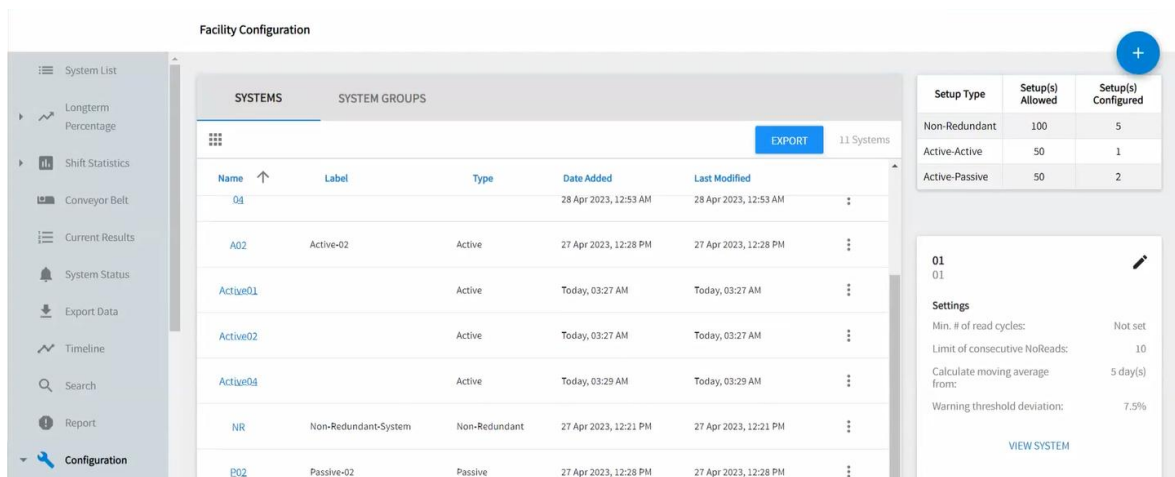 Facility Configuration
+
System List
Longterm
Percentage
Shift Statistics
Conveyor Belt
Current Results
System Status
Export Data
Timeline
Search
Report
Configuration
SYSTEMS SYSTEM GROUPS
EXPORT 11 Systems
Name Label Type Date Added Last Modified
04 28 Apr 2023, 12:53 AM 28 Apr 2023, 12:53 AM
A02 Active-02 Active 27 Apr 2023, 12:28 PM 27 Apr 2023, 12:28 PM
Active01 Active Today, 03:27 AM Today, 03:27 AM
Active02 Active Today, 03:27 AM Today, 03:27 AM
Active04 Active Today, 03:29 AM Today, 03:29 AM
NR Non-Redundant-System Non-Redundant 27 Apr 2023, 12:21 PM 27 Apr 2023, 12:21 PM
P02 Passive-02 Passive 27 Apr 2023, 12:28 PM 27 Apr 2023, 12:28 PM
Setup Type Setup(s) Allowed Setup(s) Configured
Non-Redundant 100 5
Active-Active 50 1
Active-Passive 50 2
01
01
Settings
Min. # of read cycles: Not set
Limit of consecutive NoReads: 10
Calculate moving average from: 5 day(s)
Warning threshold deviation: 7.5%
VIEW SYSTEM